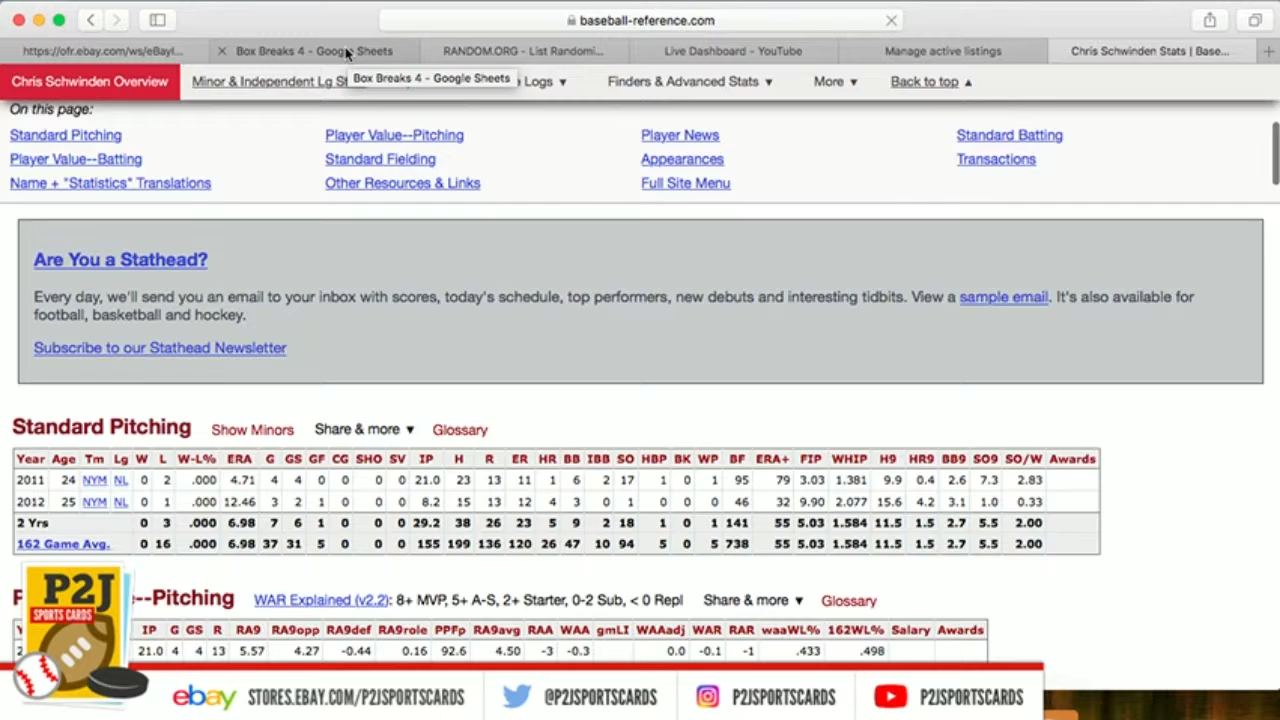 baseball-reference.com
https://ofr.ebay.com/ws/eBayI... Box Breaks 4 - Google Sheets RANDOM.ORG - List Randomi... Live Dashboard - YouTube Manage active listings Chris Schwinden Stats | Base...
Chris Schwinden Overview Minor & Independent Lg St Logs ▼ Finders & Advanced Stats ▼ More ▼ Back to top ▲
Box Breaks 4 - Google Sheets
On this page:
Standard Pitching Player Value--Pitching Player News Standard Batting
Player Value--Batting Standard Fielding Appearances Transactions
Name + "Statistics" Translations Other Resources & Links Full Site Menu
Are You a Stathead?
Every day, we'll send you an email to your inbox with scores, today's schedule, top performers, new debuts and interesting tidbits. View a sample email. It's also available for
football, basketball and hockey.
Subscribe to our Stathead Newsletter
Standard Pitching Show Minors Share & more ▼ Glossary
Year Age Tm Lg W L W-L% ERA G GS GF CG SHO SV IP H R ER HR BB IBB SO HBP BK WP BF ERA+ FIP WHIP H9 HR9 BB9 SO9 SO/W Awards
2011 24 NYM NL 0 2 .000 4.71 4 4 0 0 0 0 21.0 23 13 11 1 6 2 17 1 0 1 95 79 3.03 1.381 9.9 0.4 2.6 7.3 2.83
2012 25 NYM NL 0 1 .000 12.46 3 2 1 0 0 0 8.2 15 13 12 4 3 0 1 0 0 0 46 32 9.90 2.077 15.6 4.2 3.1 1.0 0.33
2 Yrs 0 3 .000 6.98 7 6 1 0 0 0 29.2 38 26 23 5 9 2 18 1 0 1 141 55 5.03 1.584 11.5 1.5 2.7 5.5 2.00
162 Game Avg. 0 16 .000 6.98 37 31 5 0 0 0 155 199 136 120 26 47 10 94 5 0 5 738 55 5.03 1.584 11.5 1.5 2.7 5.5 2.00
--Pitching WAR Explained (v2.2): 8+ MVP, 5+ A-S, 2+ Starter, 0-2 Sub, < 0 Repl Share & more ▼ Glossary
IP G GS R RA9 RA9opp RA9def RA9role PPFp RA9avg RAA WAA gmLI WAAadj WAR RAR waaWL% 162WL% Salary Awards
21.0 4 4 13 5.57 4.27 -0.44 0.16 92.6 4.50 -3 -0.3 0.0 -0.1 -1 .433 .498
P2J
SPORTS CARDS
ebay STORES.EBAY.COM/P2JSPORTSCARDS @P2JSPORTSCARDS P2JSPORTSCARDS P2JSPORTSCARDS